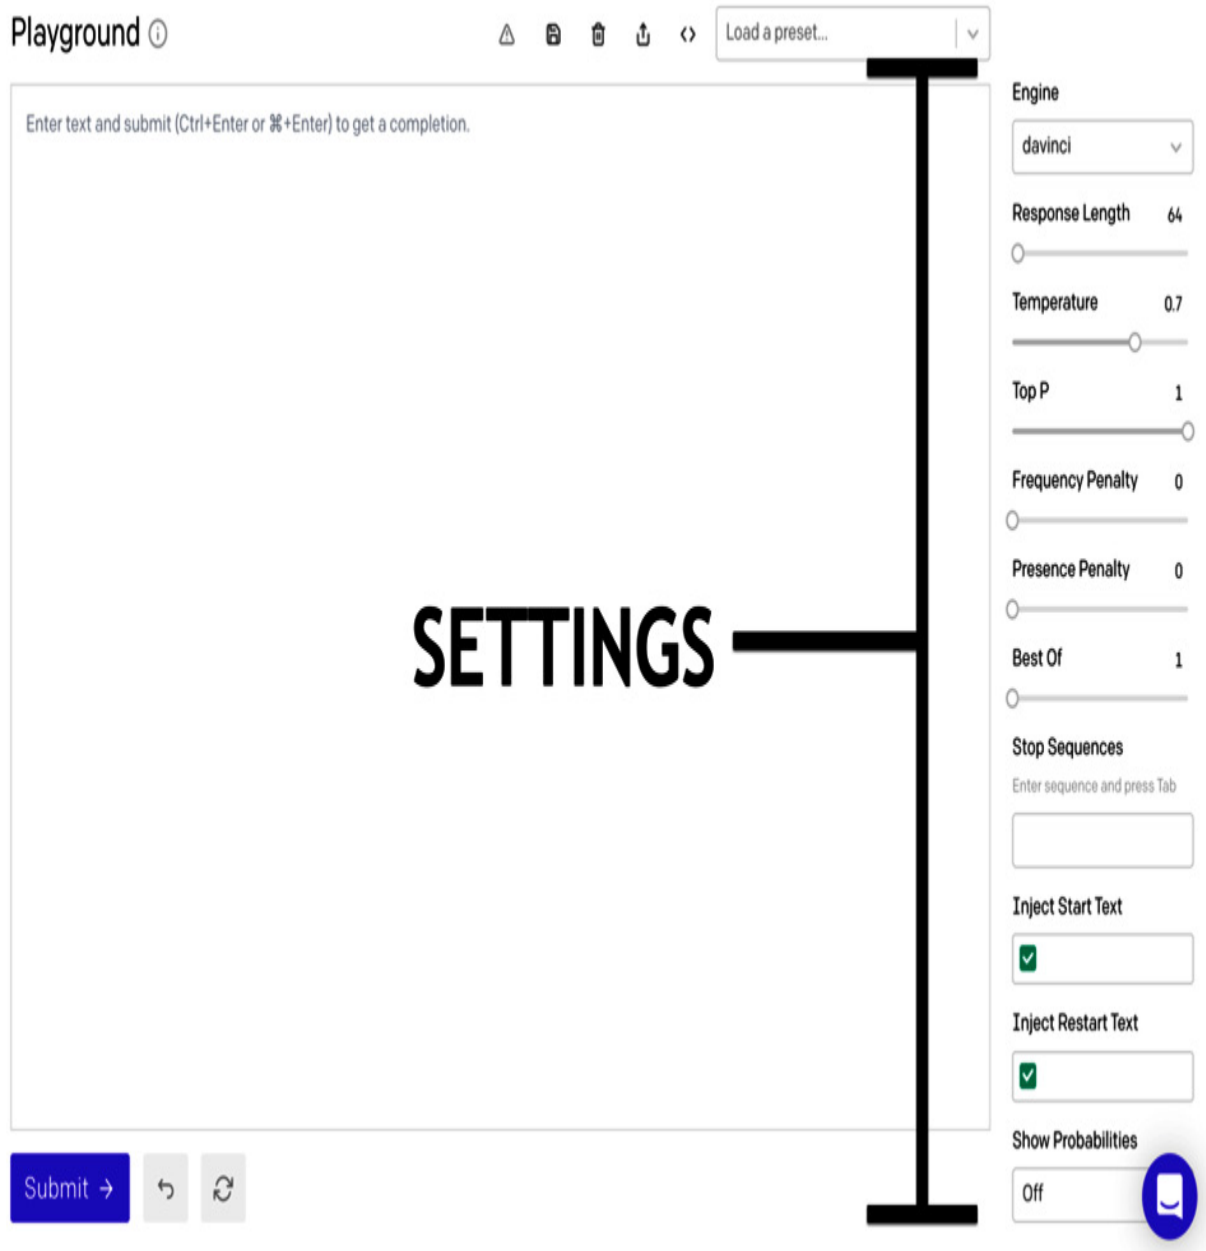 Playground
Load a preset...
Enter text and submit (Ctrl+Enter or ⌘+Enter) to get a completion.
SETTINGS
Engine
davinci
Response Length 64
Temperature 0.7
Top P 1
Frequency Penalty 0
Presence Penalty 0
Best Of 1
Stop Sequences
Enter sequence and press Tab
Inject Start Text
Inject Restart Text
Show Probabilities
Off
Submit →